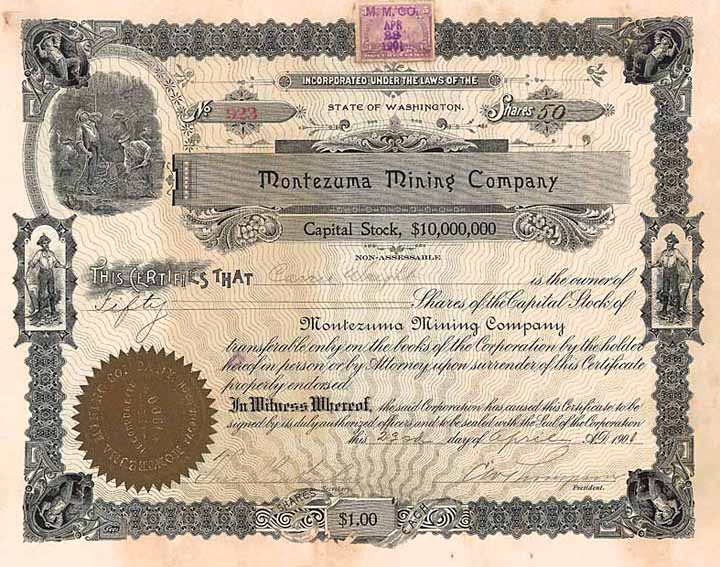 M. M. CO.
APR
1901
INCORPORATED UNDER THE LAWS OF THE
STATE OF WASHINGTON.
No 523
Shares 50
Montezuma Mining Company
Capital Stock, $10,000,000
NON-ASSESSABLE
THIS CERTIFIES THAT Carrie is the owner of
Fifty Shares of the Capital Stock of
Montezuma Mining Company
transferable only on the books of the Corporation by the holder
hereof in person or by Attorney upon surrender of this Certificate
properly endorsed.
In Witness Whereof, the said Corporation has caused this Certificate to be
signed by its duly authorized officers and to be sealed with the Seal of the Corporation
this 23rd day of April A.D. 1901
Secretary.
President.
SHARES $1.00 EACH